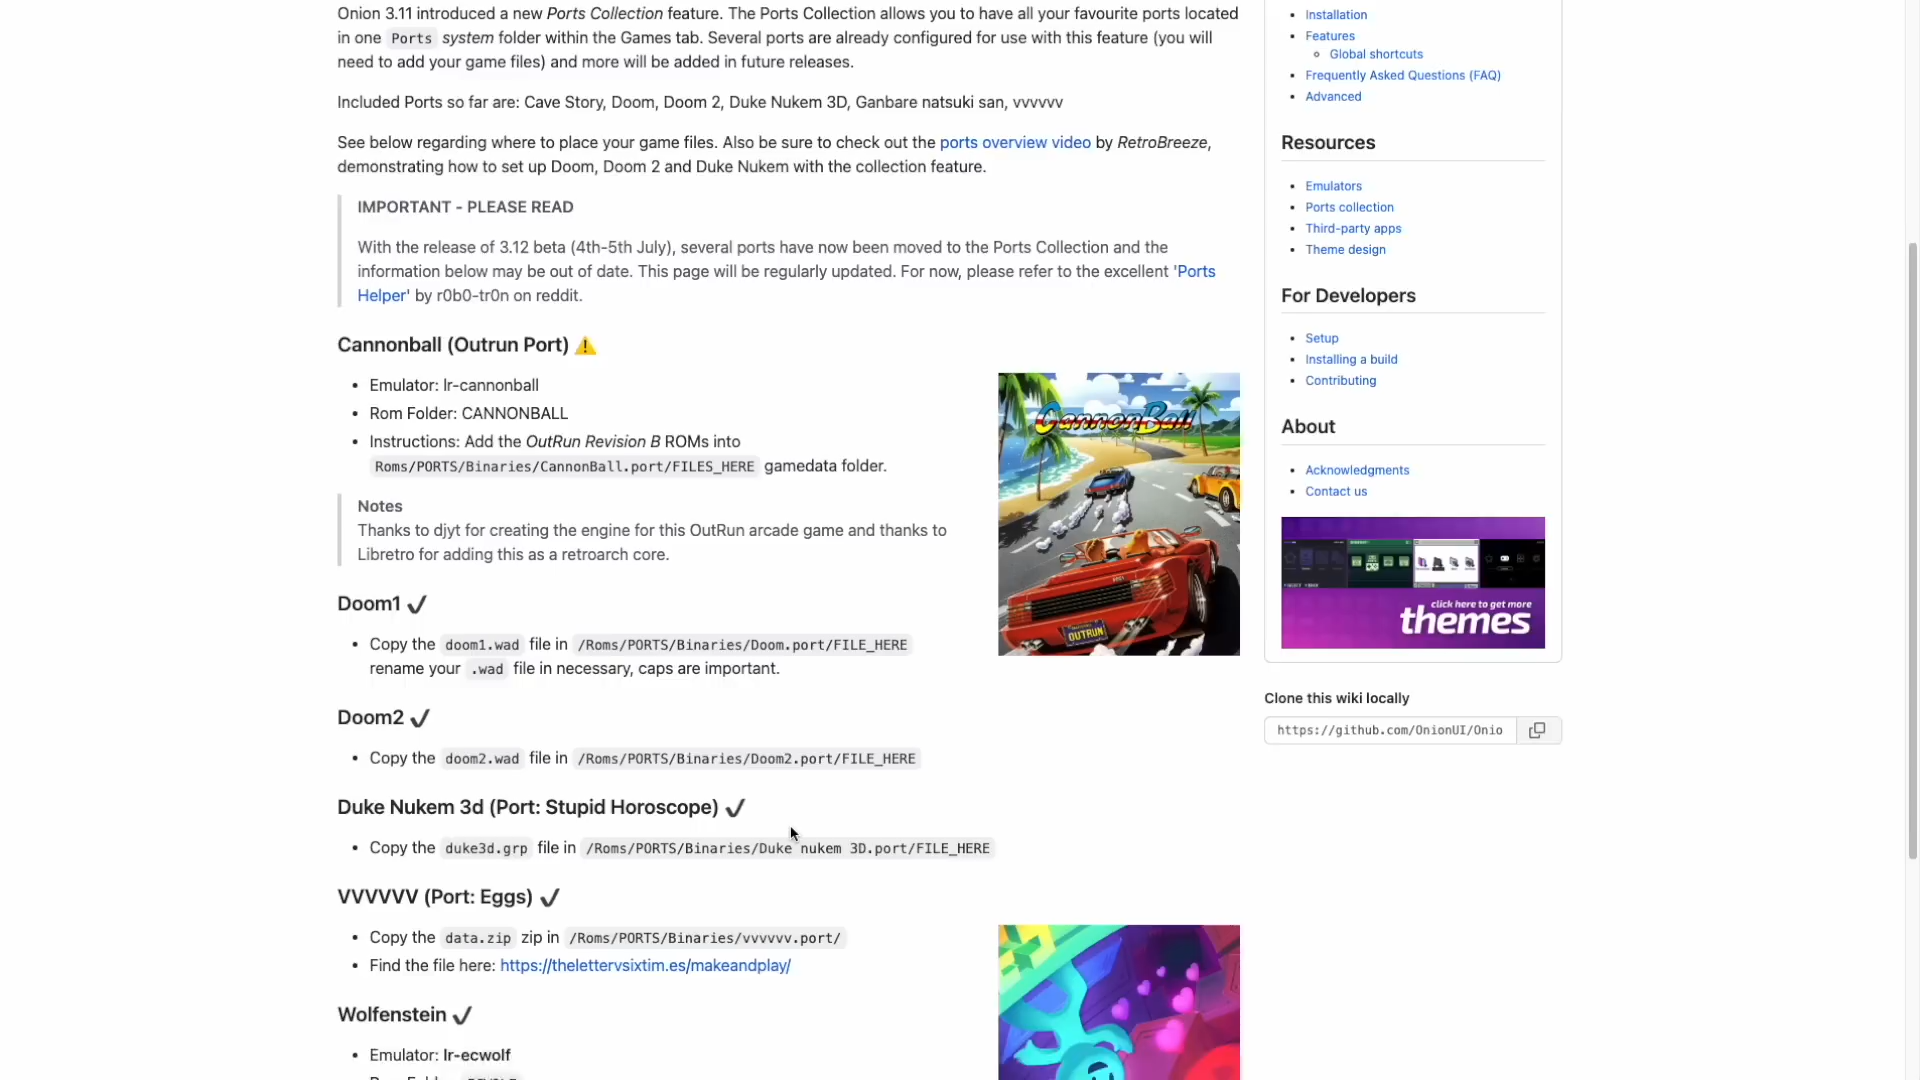 Onion 3.11 introduced a new Ports Collection feature. The Ports Collection allows you to have all your favourite ports located
in one Ports system folder within the Games tab. Several ports are already configured for use with this feature (you will
need to add your game files) and more will be added in future releases.
Included Ports so far are: Cave Story, Doom, Doom 2, Duke Nukem 3D, Ganbare natsuki san, vvvvvv
See below regarding where to place your game files. Also be sure to check out the ports overview video by RetroBreeze,
demonstrating how to set up Doom, Doom 2 and Duke Nukem with the collection feature.
IMPORTANT - PLEASE READ
With the release of 3.12 beta (4th-5th July), several ports have now been moved to the Ports Collection and the
information below may be out of date. This page will be regularly updated. For now, please refer to the excellent 'Ports
Helper' by r0b0-tr0n on reddit.
Cannonball (Outrun Port)
• Emulator: lr-cannonball
• Rom Folder: CANNONBALL
• Instructions: Add the OutRun Revision B ROMs into
Roms/PORTS/Binaries/CannonBall.port/FILES_HERE gamedata folder.
CannonBall
OUTRUN
Notes
Thanks to djyt for creating the engine for this OutRun arcade game and thanks to
Libretro for adding this as a retroarch core.
Doom1 ✔
• Copy the doom1.wad file in /Roms/PORTS/Binaries/Doom.port/FILE_HERE
rename your .wad file in necessary, caps are important.
Doom2 ✔
• Copy the doom2.wad file in /Roms/PORTS/Binaries/Doom2.port/FILE_HERE
Duke Nukem 3d (Port: Stupid Horoscope) ✔
• Copy the duke3d.grp file in /Roms/PORTS/Binaries/Duke nukem 3D.port/FILE_HERE
VVVVVV (Port: Eggs) ✔
• Copy the data.zip zip in /Roms/PORTS/Binaries/vvvvvv.port/
• Find the file here: https://thelettervsixtim.es/makeandplay/
Wolfenstein ✔
• Emulator: lr-ecwolf
• Installation
• Features
◦ Global shortcuts
• Frequently Asked Questions (FAQ)
• Advanced
Resources
• Emulators
• Ports collection
• Third-party apps
• Theme design
For Developers
• Setup
• Installing a build
• Contributing
About
• Acknowledgments
• Contact us
click here to get more
themes
Clone this wiki locally
https://github.com/OnionUI/Onio